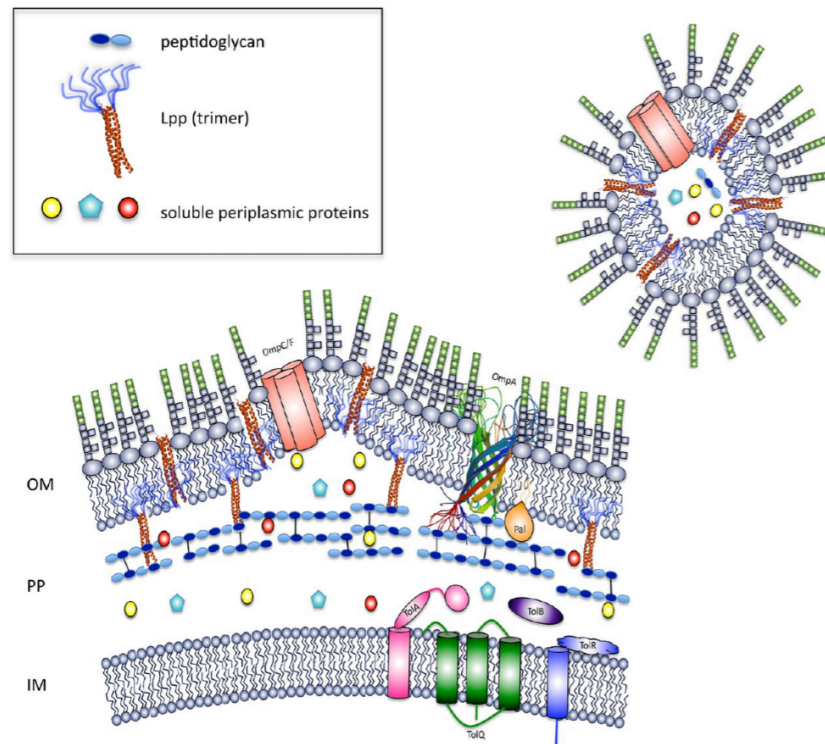 peptidoglycan
Lpp (trimer)
soluble periplasmic proteins
OmpC/F
OmpA
OM
Pal
PP
TolA
TolB
TolR
IM
TolQ